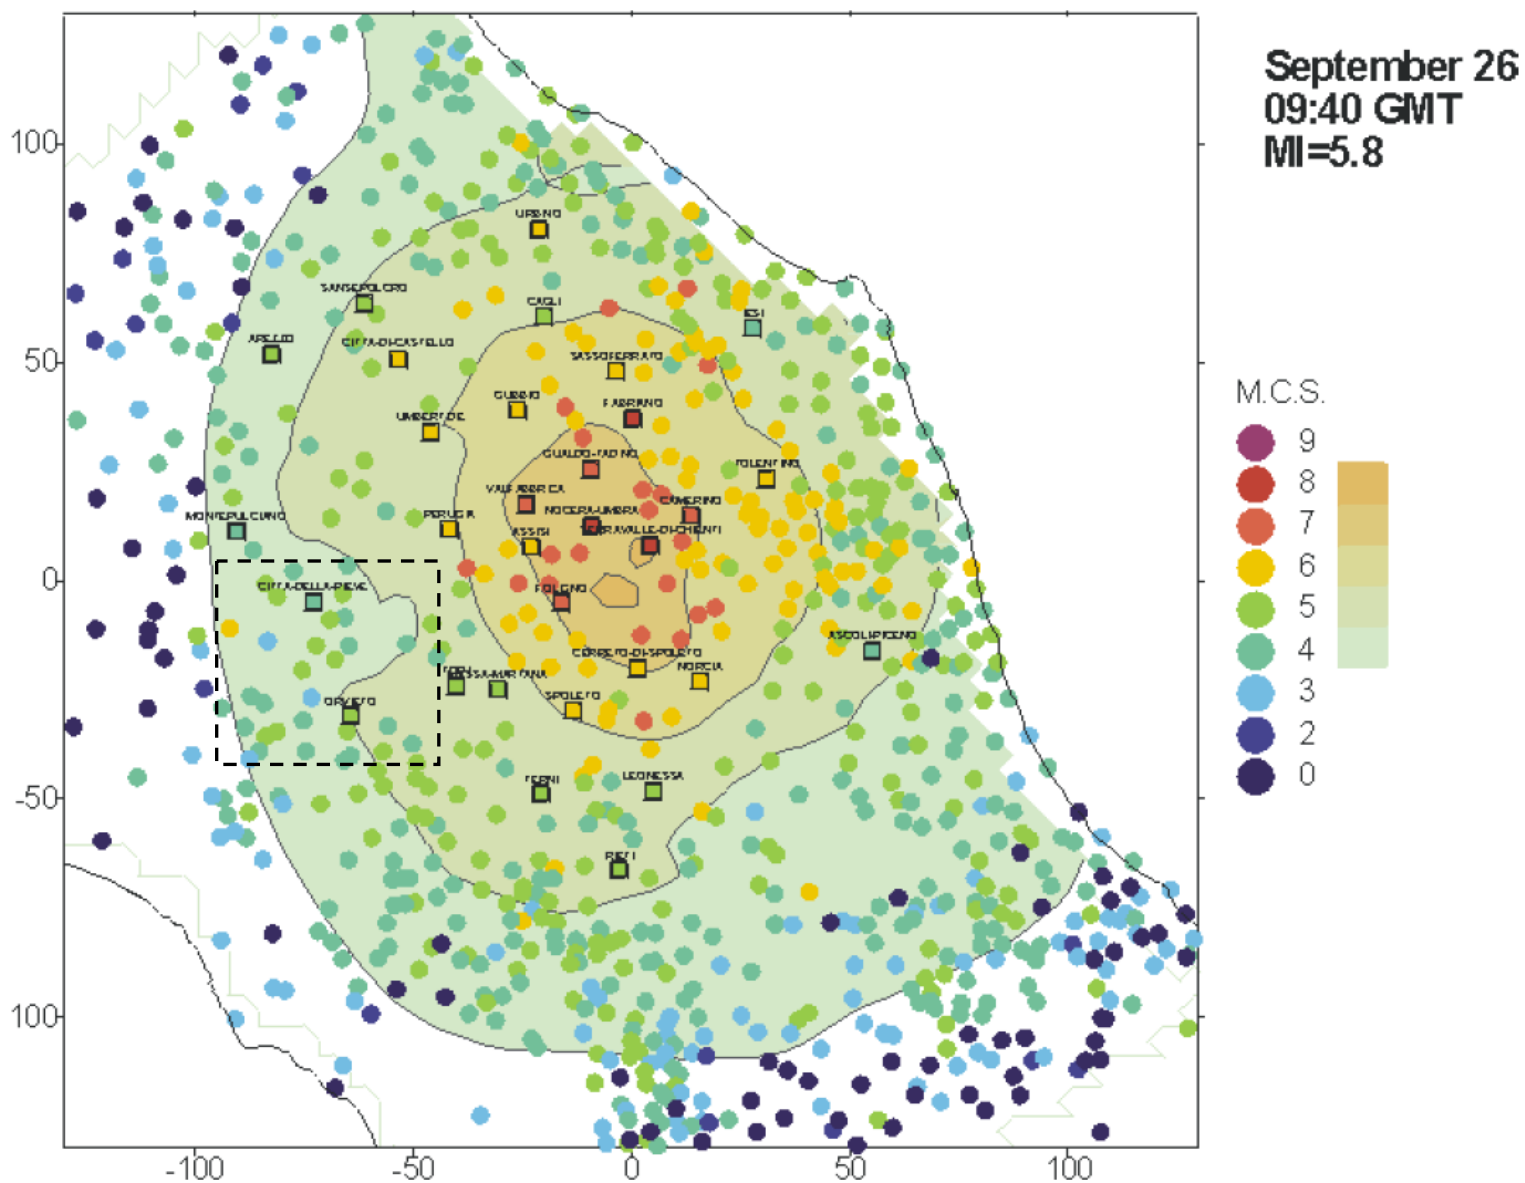 September 26
09:40 GMT
Ml=5.8
100
50
0
-50
100
-100
-50
0
50
100
URBINO
SANSEPOLCRO
CAGLI
IESI
AREZZO
CITTA-DI-CASTELLO
SASSOFERRATO
GUBBIO
FABRIANO
UMBERTIDE
GUALDO-TADINO
TOLENTINO
VALFABBRICA
CAMERINO
MONTEPULCIANO
PERUGIA
NOCERA-UMBRA
ASSISI
SERRAVALLE-DI-CHIENTI
CITTA-DELLA-PIEVE
FOLIGNO
ASCOLI-PICENO
CERRETO-DI-SPOLETO
NORCIA
TODI
MASSA-MARTANA
ORVIETO
SPOLETO
TERNI
LEONESSA
RIETI
M.C.S.
9
8
7
6
5
4
3
2
0